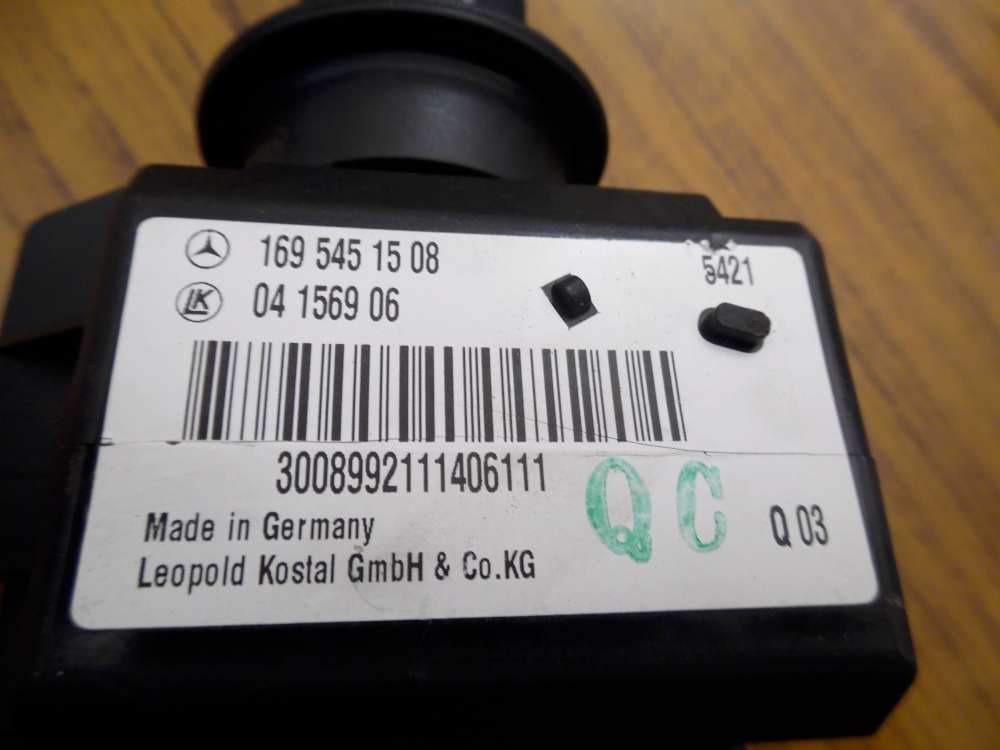 169 545 15 08
5421
LK
04 1569 06
3008992111406111
QC
Q 03
Made in Germany
Leopold Kostal GmbH & Co.KG